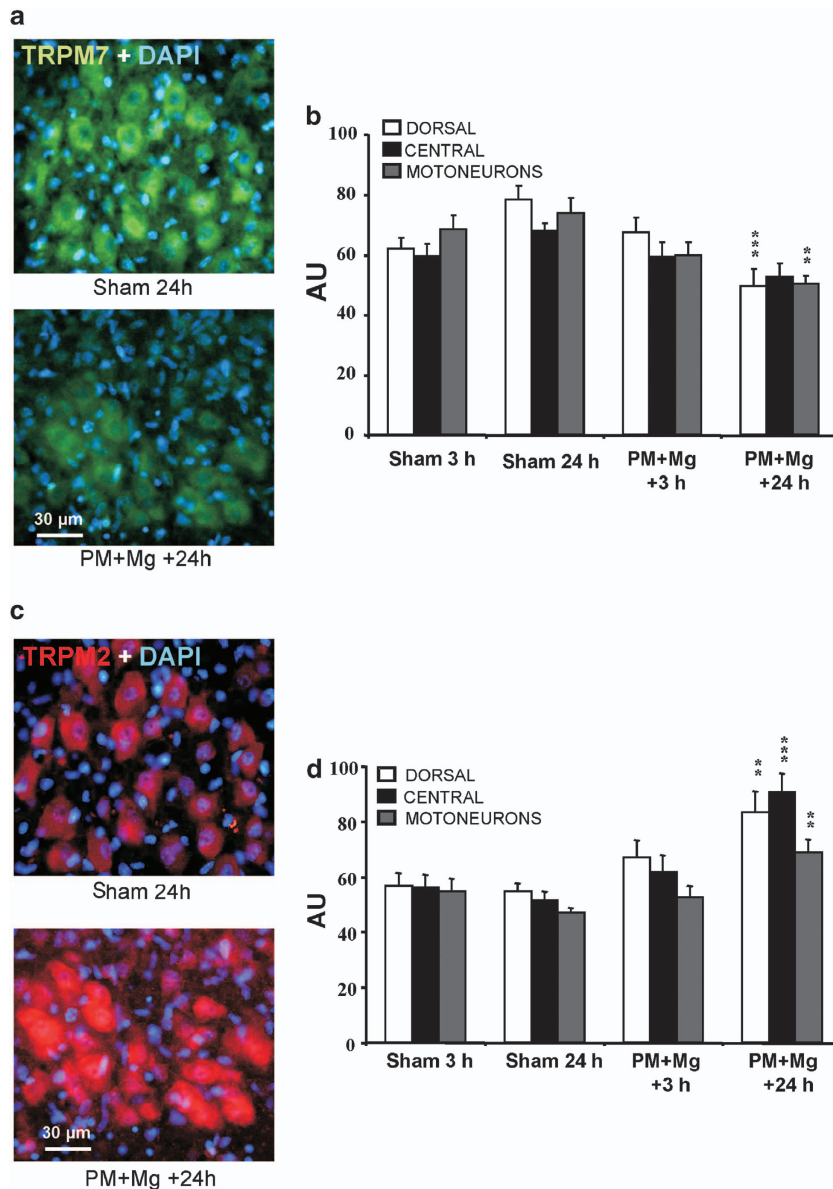 a
TRPM7 + DAPI
Sham 24h
30 µm
PM+Mg +24h
b
100
80
60
40
20
0
AU
DORSAL
CENTRAL
MOTONEURONS
***
**
Sham 3 h
Sham 24 h
PM+Mg
+3 h
PM+Mg
+24 h
c
TRPM2 + DAPI
Sham 24h
30 µm
PM+Mg +24h
d
100
80
60
40
20
0
AU
DORSAL
CENTRAL
MOTONEURONS
**
***
**
Sham 3 h
Sham 24 h
PM+Mg
+3 h
PM+Mg
+24 h